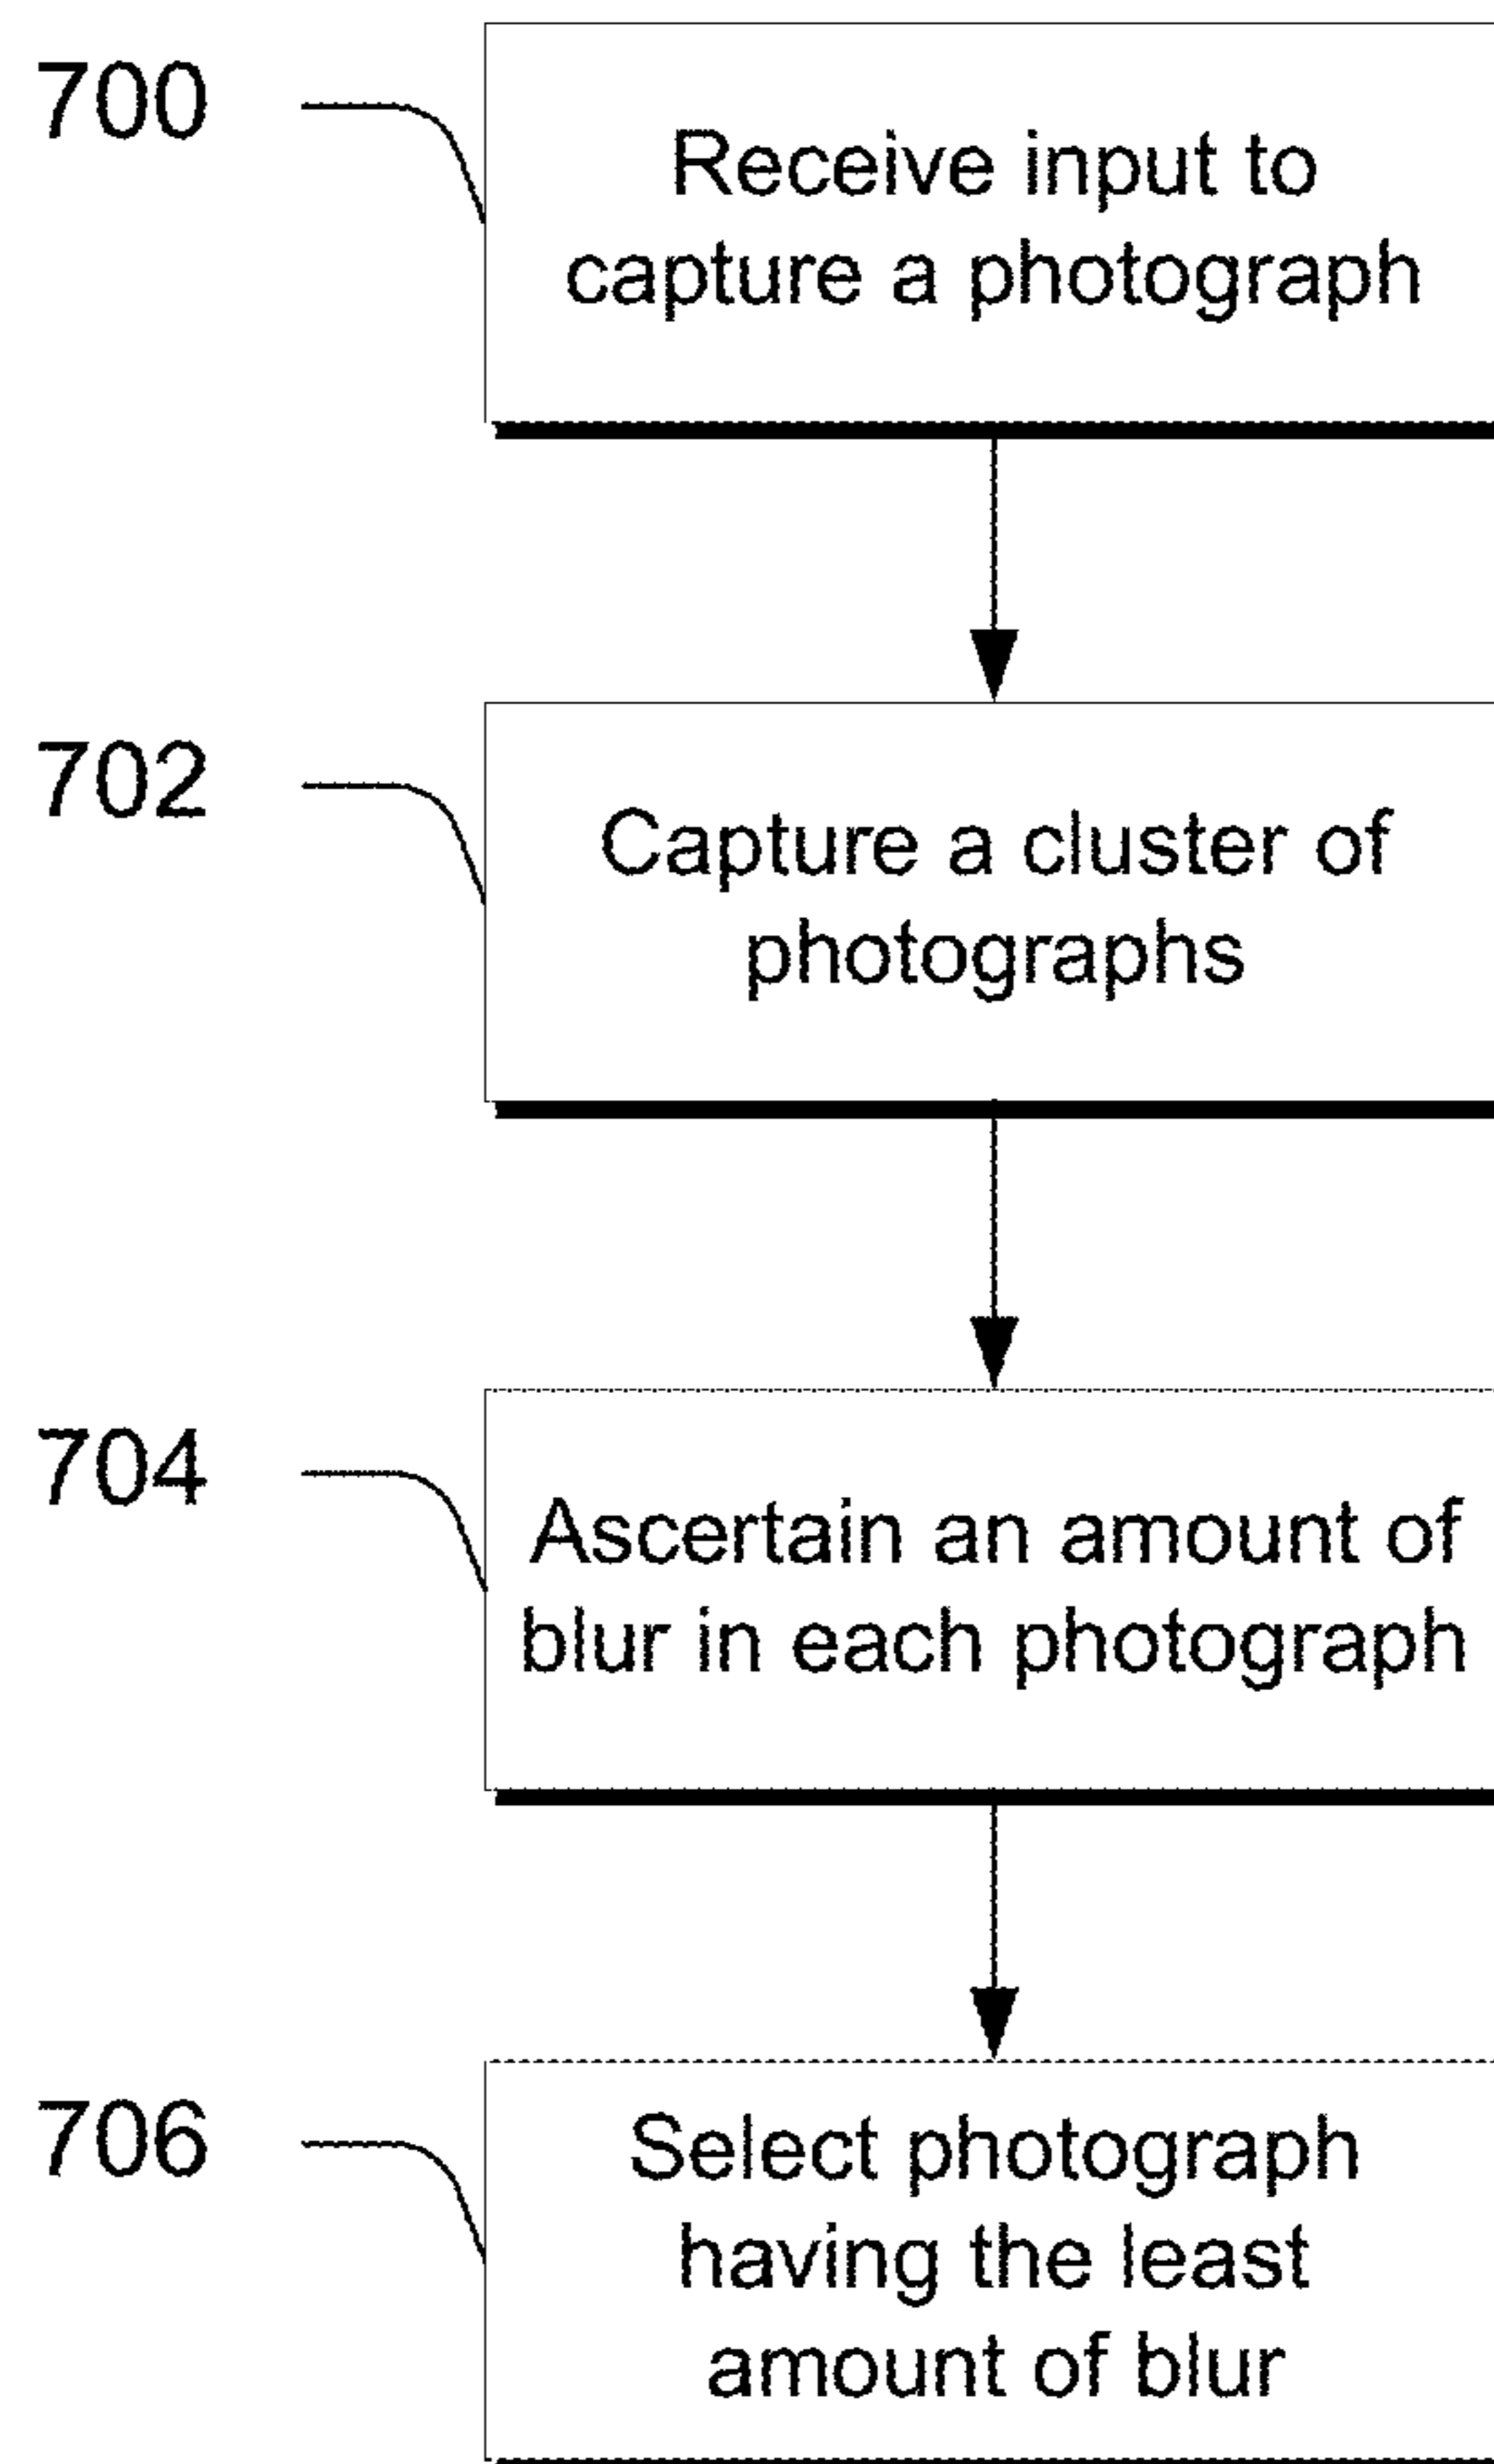 700
Receive input to
capture a photograph
702
Capture a cluster of
photographs
704
Ascertain an amount of
blur in each photograph
706
Select photograph
having the least
amount of blur